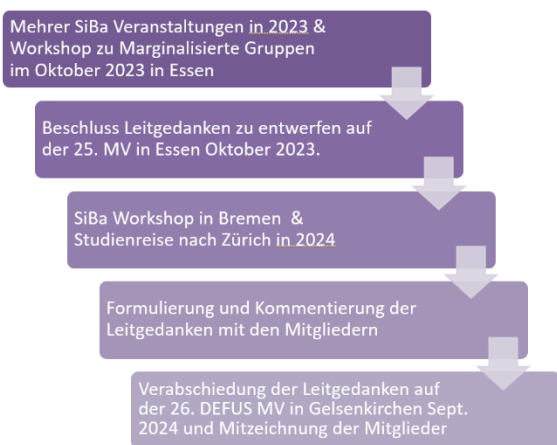 Mehrer SiBa Veranstaltungen in 2023 &
Workshop zu Marginalisierte Gruppen
im Oktober 2023 in Essen
Beschluss Leitgedanken zu entwerfen auf
der 25. MV in Essen Oktober 2023.
SiBa Workshop in Bremen &
Studienreise nach Zürich in 2024
Formulierung und Kommentierung der
Leitgedanken mit den Mitgliedern
Verabschiedung der Leitgedanken auf
der 26. DEFUS MV in Gelsenkirchen Sept.
2024 und Mitzeichnung der Mitglieder